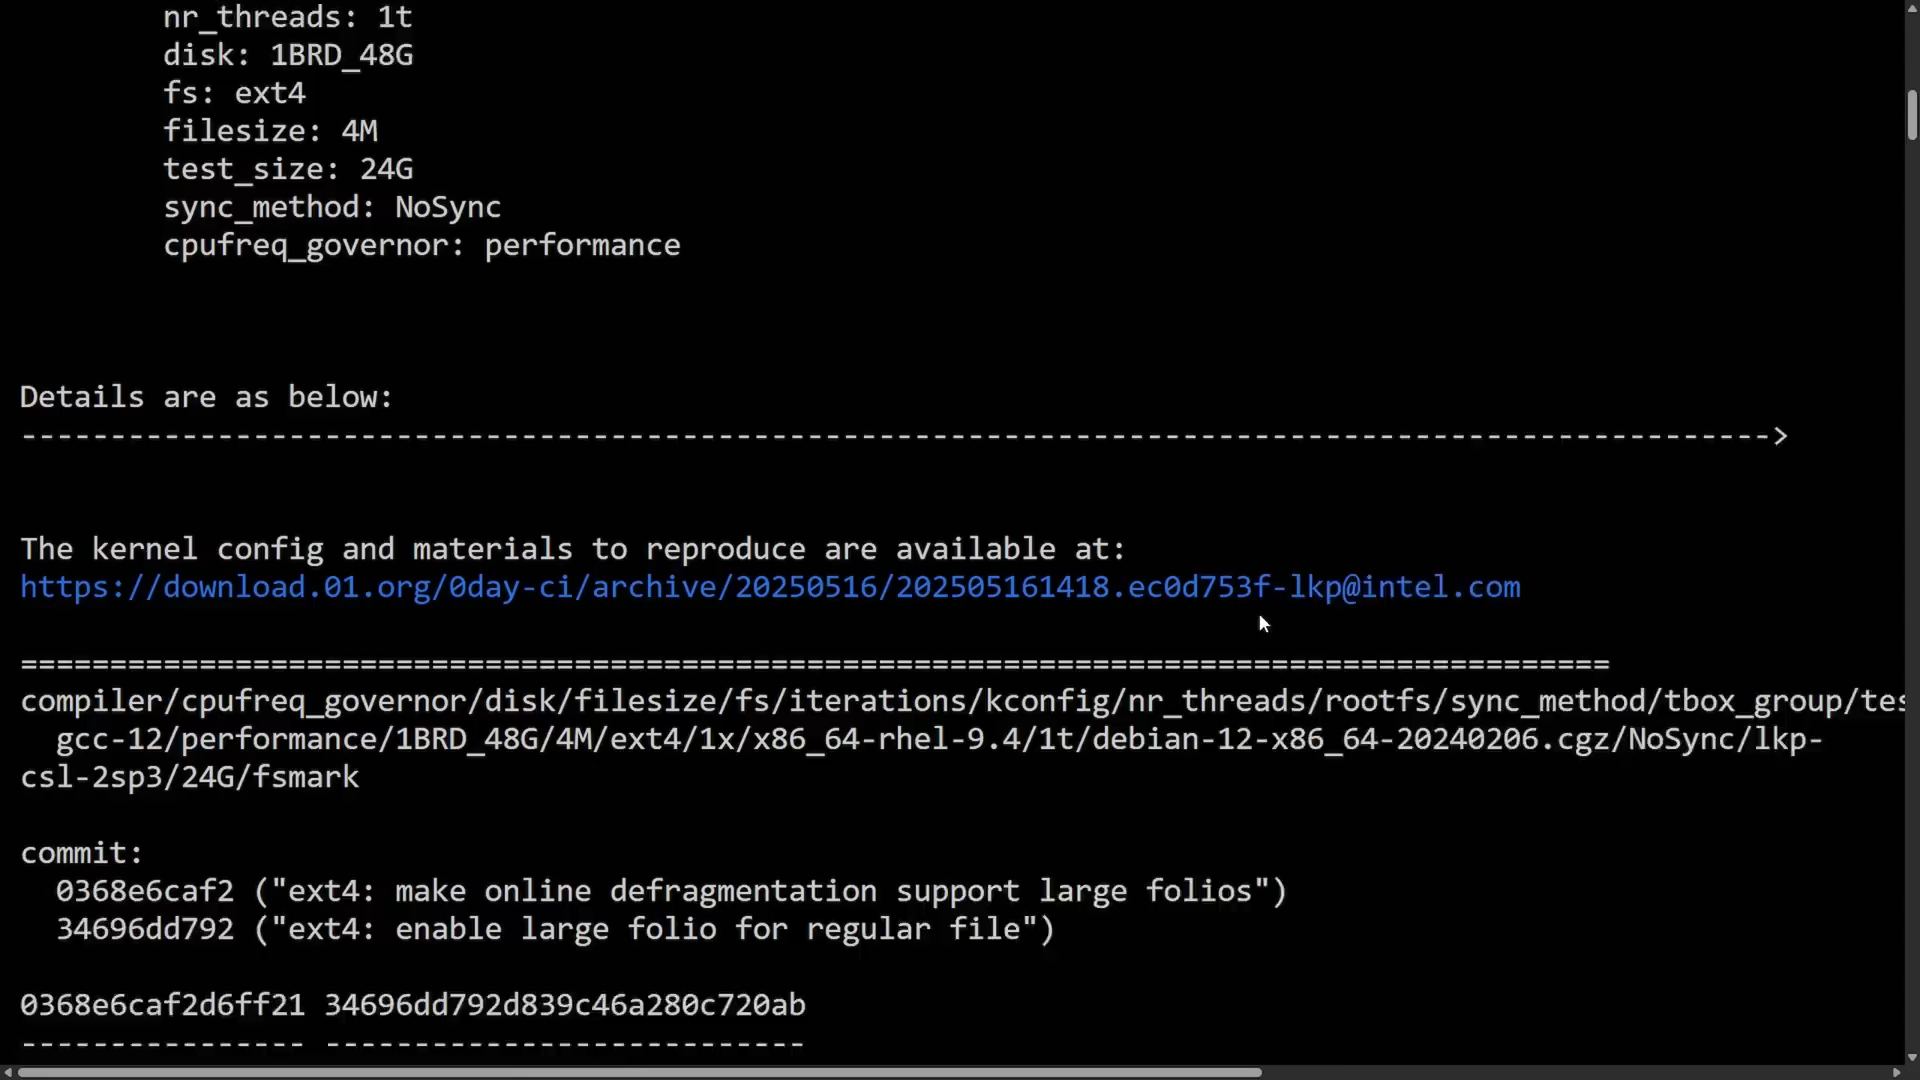 nr_threads: 1t
disk: 1BRD_48G
fs: ext4
filesize: 4M
test_size: 24G
sync_method: NoSync
cpufreq_governor: performance
Details are as below:
-------------------------------------------------------------------------------------------------->
The kernel config and materials to reproduce are available at:
https://download.01.org/0day-ci/archive/20250516/202505161418.ec0d753f-lkp@intel.com
=========================================================================================
compiler/cpufreq_governor/disk/filesize/fs/iterations/kconfig/nr_threads/rootfs/sync_method/tbox_group/tes
gcc-12/performance/1BRD_48G/4M/ext4/1x/x86_64-rhel-9.4/1t/debian-12-x86_64-20240206.cgz/NoSync/lkp-
csl-2sp3/24G/fsmark
commit:
0368e6caf2 ("ext4: make online defragmentation support large folios")
34696dd792 ("ext4: enable large folio for regular file")
0368e6caf2d6ff21 34696dd792d839c46a280c720ab
---------------- ---------------------------